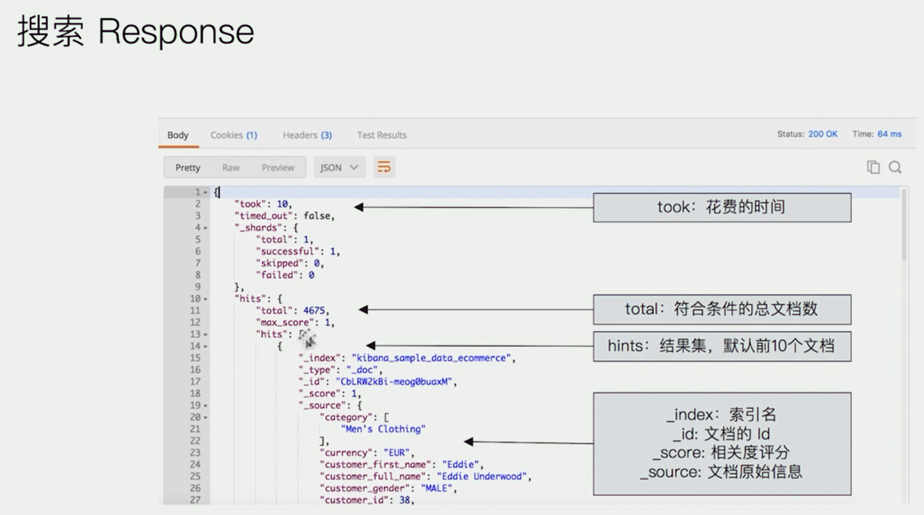 搜索 Response
Body Cookies (1) Headers (3) Test Results Status: 200 OK Time: 64 ms
Pretty Raw Preview JSON
1 {
2 "took": 10,
3 "timed_out": false,
4 "_shards": {
5 "total": 1,
6 "successful": 1,
7 "skipped": 0,
8 "failed": 0
9 },
10 "hits": {
11 "total": 4675,
12 "max_score": 1,
13 "hits": [
14 {
15 "_index": "kibana_sample_data_ecommerce",
16 "_type": "_doc",
17 "_id": "CbLRW2kBi-meog0buaxM",
18 "_score": 1,
19 "_source": {
20 "category": [
21 "Men's Clothing"
22 ],
23 "currency": "EUR",
24 "customer_first_name": "Eddie",
25 "customer_full_name": "Eddie Underwood",
26 "customer_gender": "MALE",
27 "customer_id": 38,
took：花费的时间
total：符合条件的总文档数
hints：结果集，默认前10个文档
_index：索引名
_id: 文档的 Id
_score: 相关度评分
_source：文档原始信息